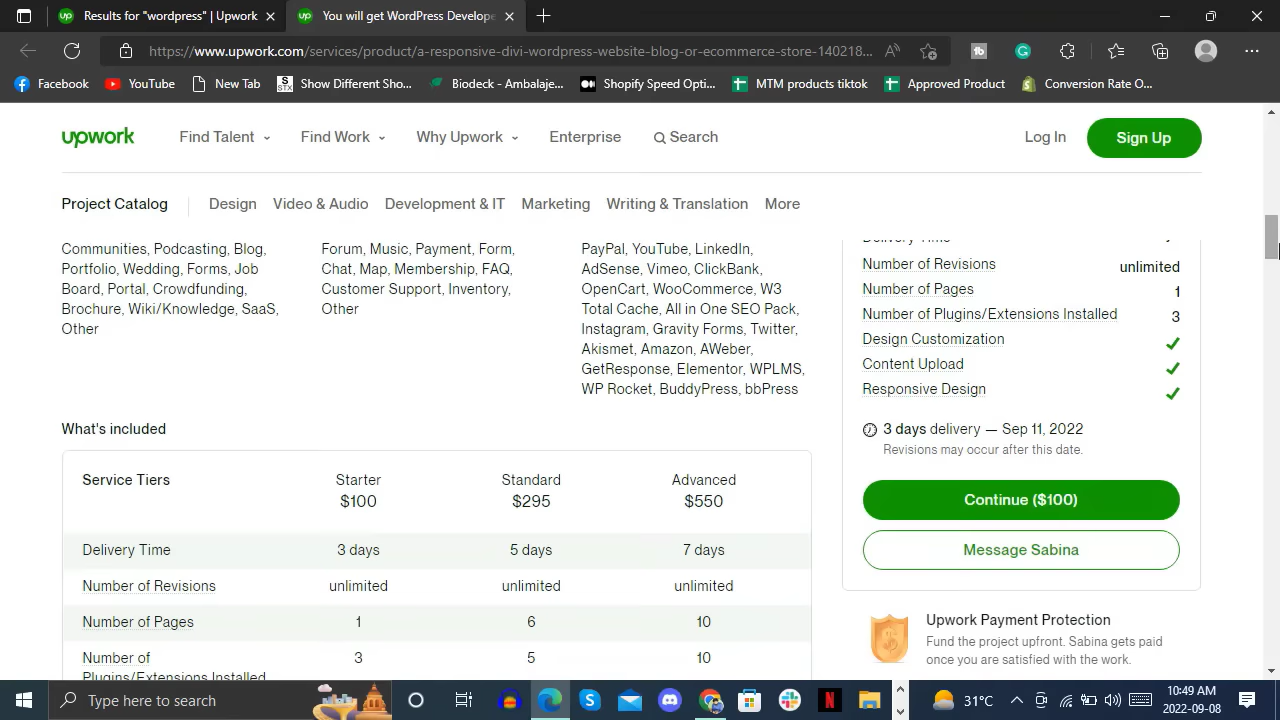 Results for "wordpress" | Upwork
You will get WordPress Develope
https://www.upwork.com/services/product/a-responsive-divi-wordpress-website-blog-or-ecommerce-store-140218...
Facebook
YouTube
New Tab
Show Different Sho...
Biodeck - Ambalaje...
Shopify Speed Opti...
MTM products tiktok
Approved Product
Conversion Rate O...
upwork
Find Talent
Find Work
Why Upwork
Enterprise
Search
Log In
Sign Up
Project Catalog
Design
Video & Audio
Development & IT
Marketing
Writing & Translation
More
Communities, Podcasting, Blog,
Portfolio, Wedding, Forms, Job
Board, Portal, Crowdfunding,
Brochure, Wiki/Knowledge, SaaS,
Other
Forum, Music, Payment, Form,
Chat, Map, Membership, FAQ,
Customer Support, Inventory,
Other
PayPal, YouTube, LinkedIn,
AdSense, Vimeo, ClickBank,
OpenCart, WooCommerce, W3
Total Cache, All in One SEO Pack,
Instagram, Gravity Forms, Twitter,
Akismet, Amazon, AWeber,
GetResponse, Elementor, WPLMS,
WP Rocket, BuddyPress, bbPress
Delivery Time
Number of Revisions unlimited
Number of Pages 1
Number of Plugins/Extensions Installed 3
Design Customization
Content Upload
Responsive Design
3 days delivery — Sep 11, 2022
Revisions may occur after this date.
Continue ($100)
Message Sabina
Upwork Payment Protection
Fund the project upfront. Sabina gets paid
once you are satisfied with the work.
What's included
Service Tiers Starter Standard Advanced
$100 $295 $550
Delivery Time 3 days 5 days 7 days
Number of Revisions unlimited unlimited unlimited
Number of Pages 1 6 10
Number of 3 5 10
Plugins/Extensions Installed
Type here to search
31°C
10:49 AM
2022-09-08